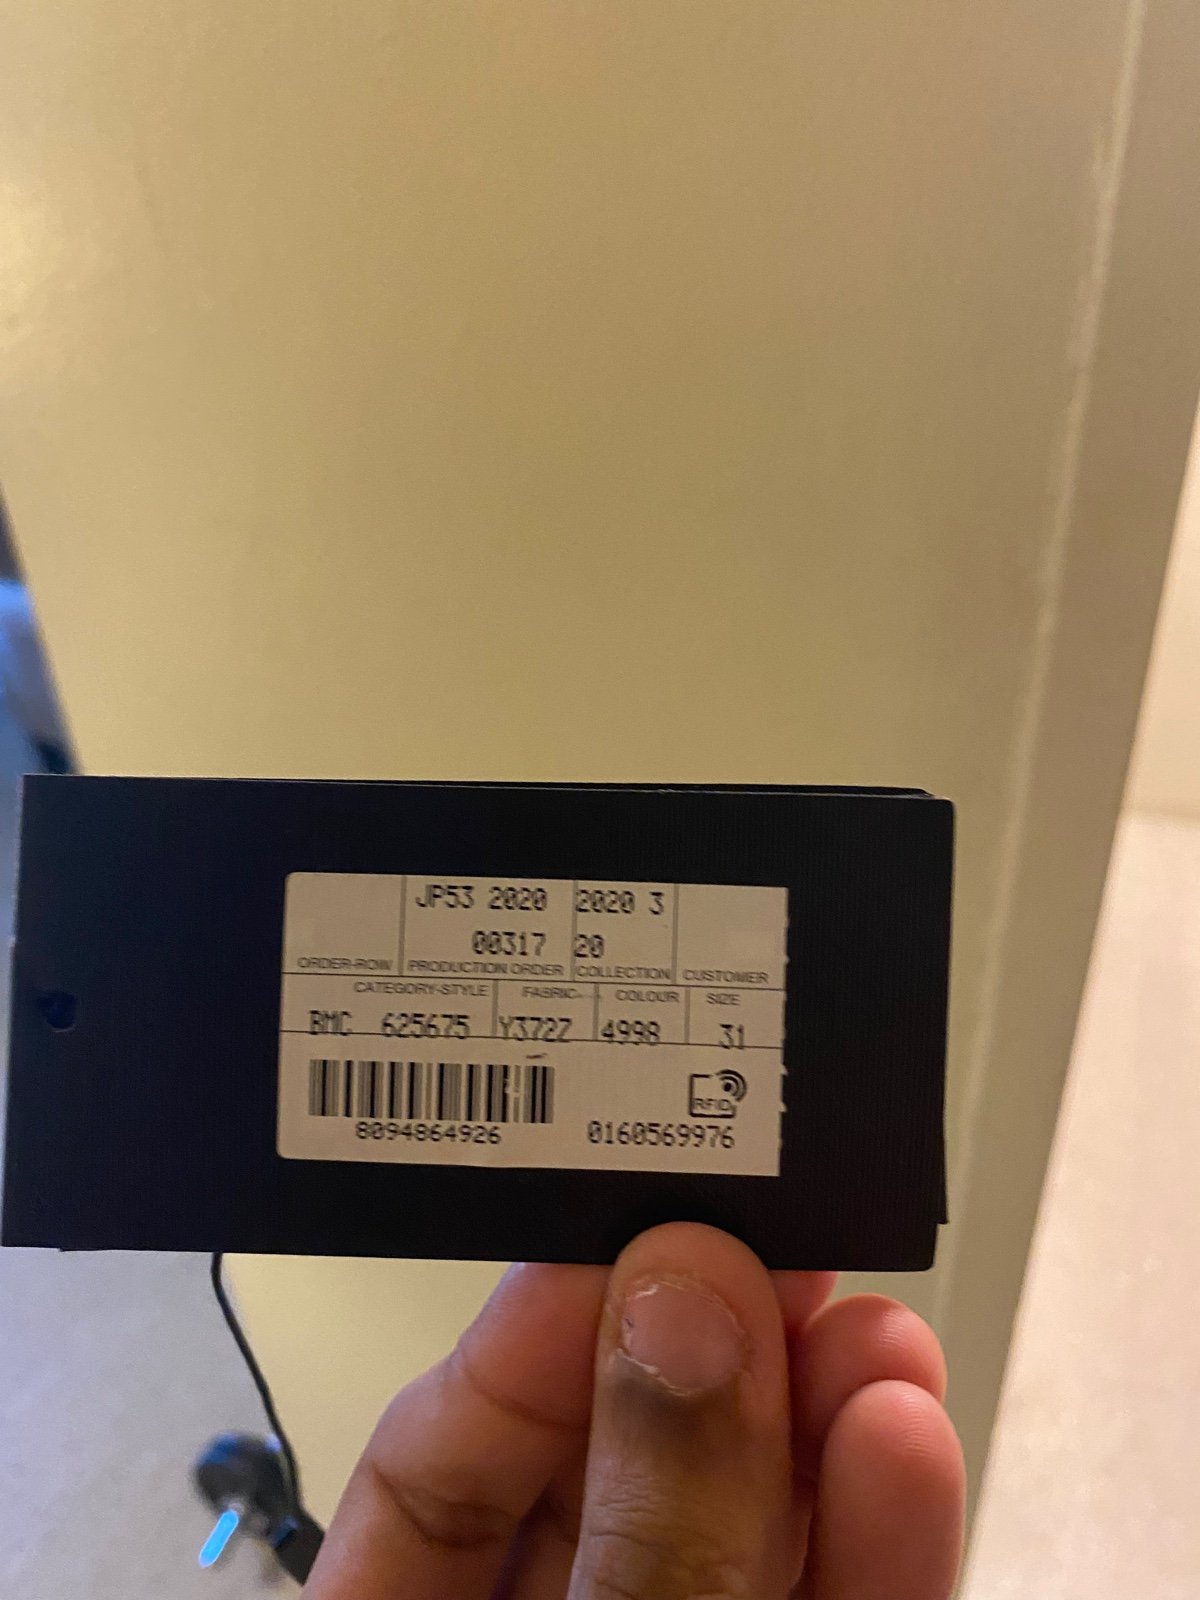 JP53 2020 2020 3
00317 20
ORDER-ROW PRODUCTION ORDER COLLECTION CUSTOMER
CATEGORY-STYLE FABRIC COLOUR SIZE
BMC 625675 Y372Z 4998 31
RFID
8094864926 0160569976